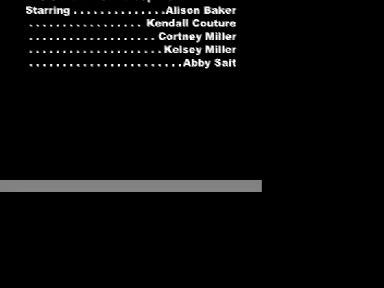 Starring ..............Alison Baker
.................. Kendall Couture
................... Cortney Miller
....................Kelsey Miller
.......................Abby Sait